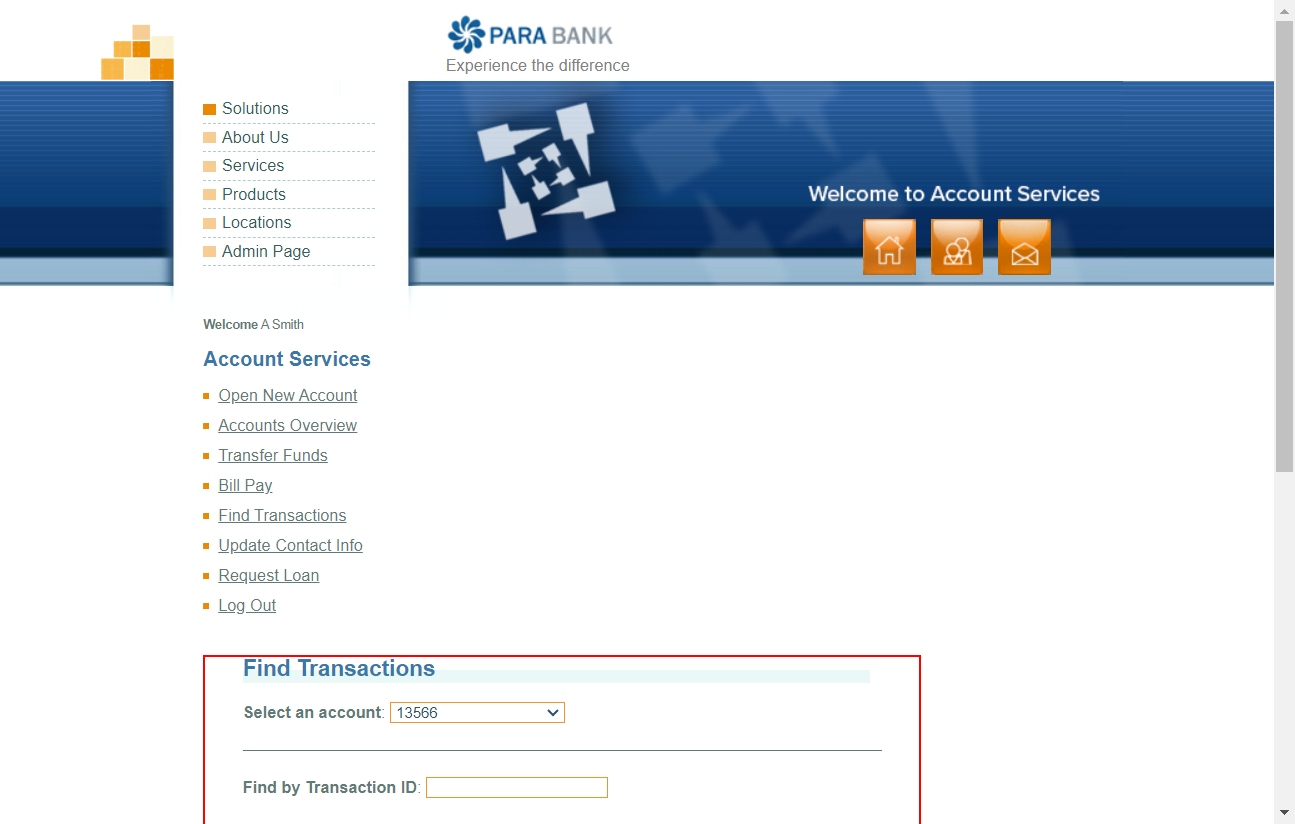 PARA BANK
Experience the difference
Solutions
About Us
Services
Products
Locations
Admin Page
Welcome to Account Services
Welcome A Smith
Account Services
Open New Account
Accounts Overview
Transfer Funds
Bill Pay
Find Transactions
Update Contact Info
Request Loan
Log Out
Find Transactions
Select an account: 13566
Find by Transaction ID: